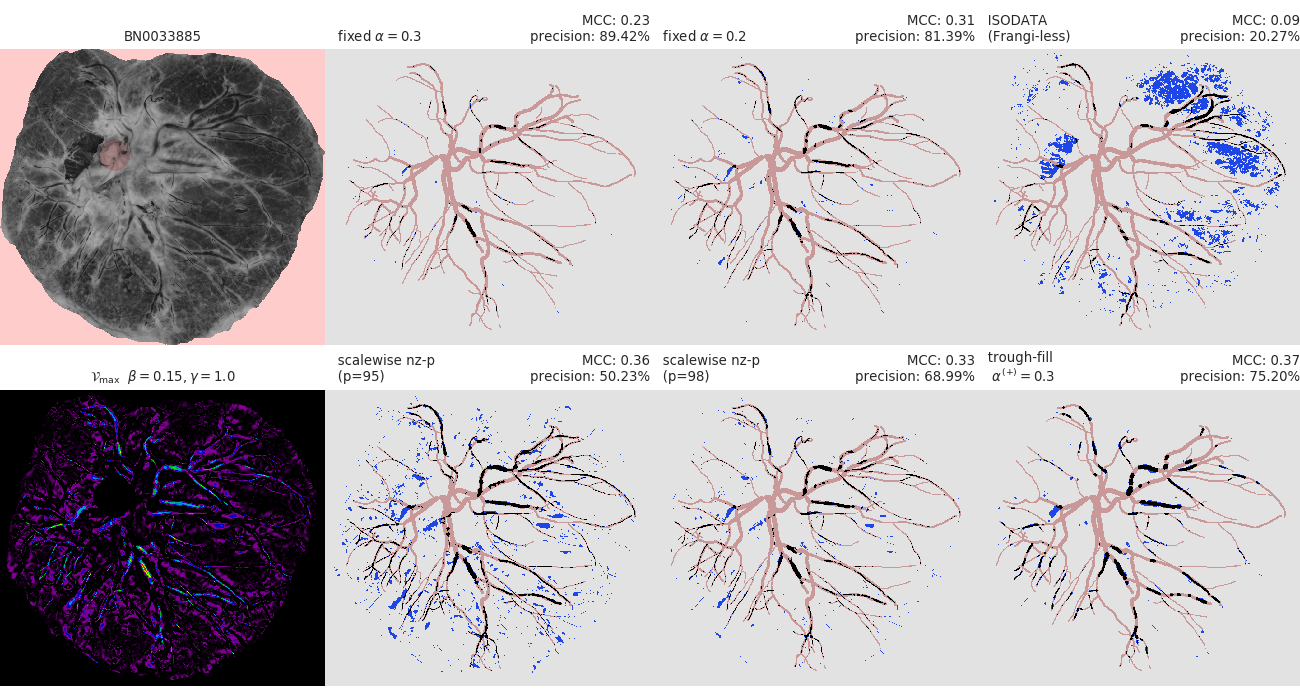 BN0033885
fixed α = 0.3
MCC: 0.23
precision: 89.42%
fixed α = 0.2
MCC: 0.31
precision: 81.39%
ISODATA
(Frangi-less)
MCC: 0.09
precision: 20.27%
𝒱max β = 0.15, γ = 1.0
scalewise nz-p
(p=95)
MCC: 0.36
precision: 50.23%
scalewise nz-p
(p=98)
MCC: 0.33
precision: 68.99%
trough-fill
α(+) = 0.3
MCC: 0.37
precision: 75.20%